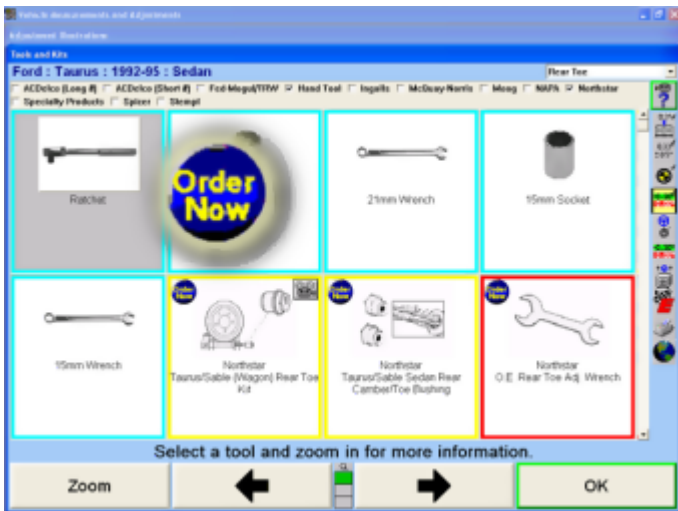 Vehicle Measurements and Adjustments
Adjustment Illustrations
Tools and Kits
Ford : Taurus : 1992-95 : Sedan
Rear Toe
ACDelco (Long #) ACDelco (Short #) Fed-Mogul/TRW Hand Tool Ingalls McQuay-Norris Moog NAPA Northstar
Specialty Products Spicer Stempf
Ratchet
Order
Now
21mm Wrench
15mm Socket
15mm Wrench
Order
Now
Northstar
Taurus/Sable (Wagon) Rear Toe
Kit
Order
Now
Northstar
Taurus/Sable Sedan Rear
Camber/Toe Bushing
Order
Now
Northstar
O.E. Rear Toe Adj. Wrench
Select a tool and zoom in for more information.
Zoom
OK